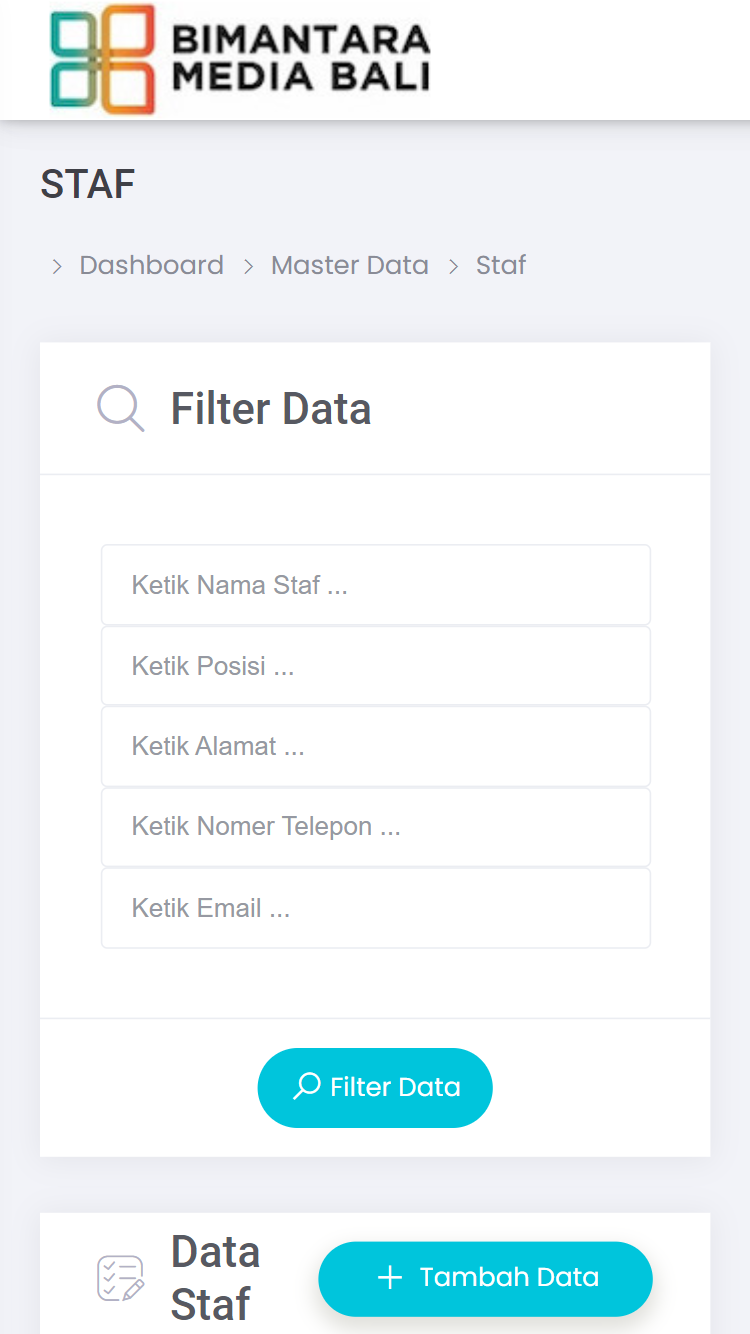 BIMANTARA
MEDIA BALI
STAF
Dashboard Master Data Staf
Filter Data
Ketik Nama Staf ...
Ketik Posisi ...
Ketik Alamat ...
Ketik Nomer Telepon ...
Ketik Email ...
Filter Data
Data
Staf
Tambah Data